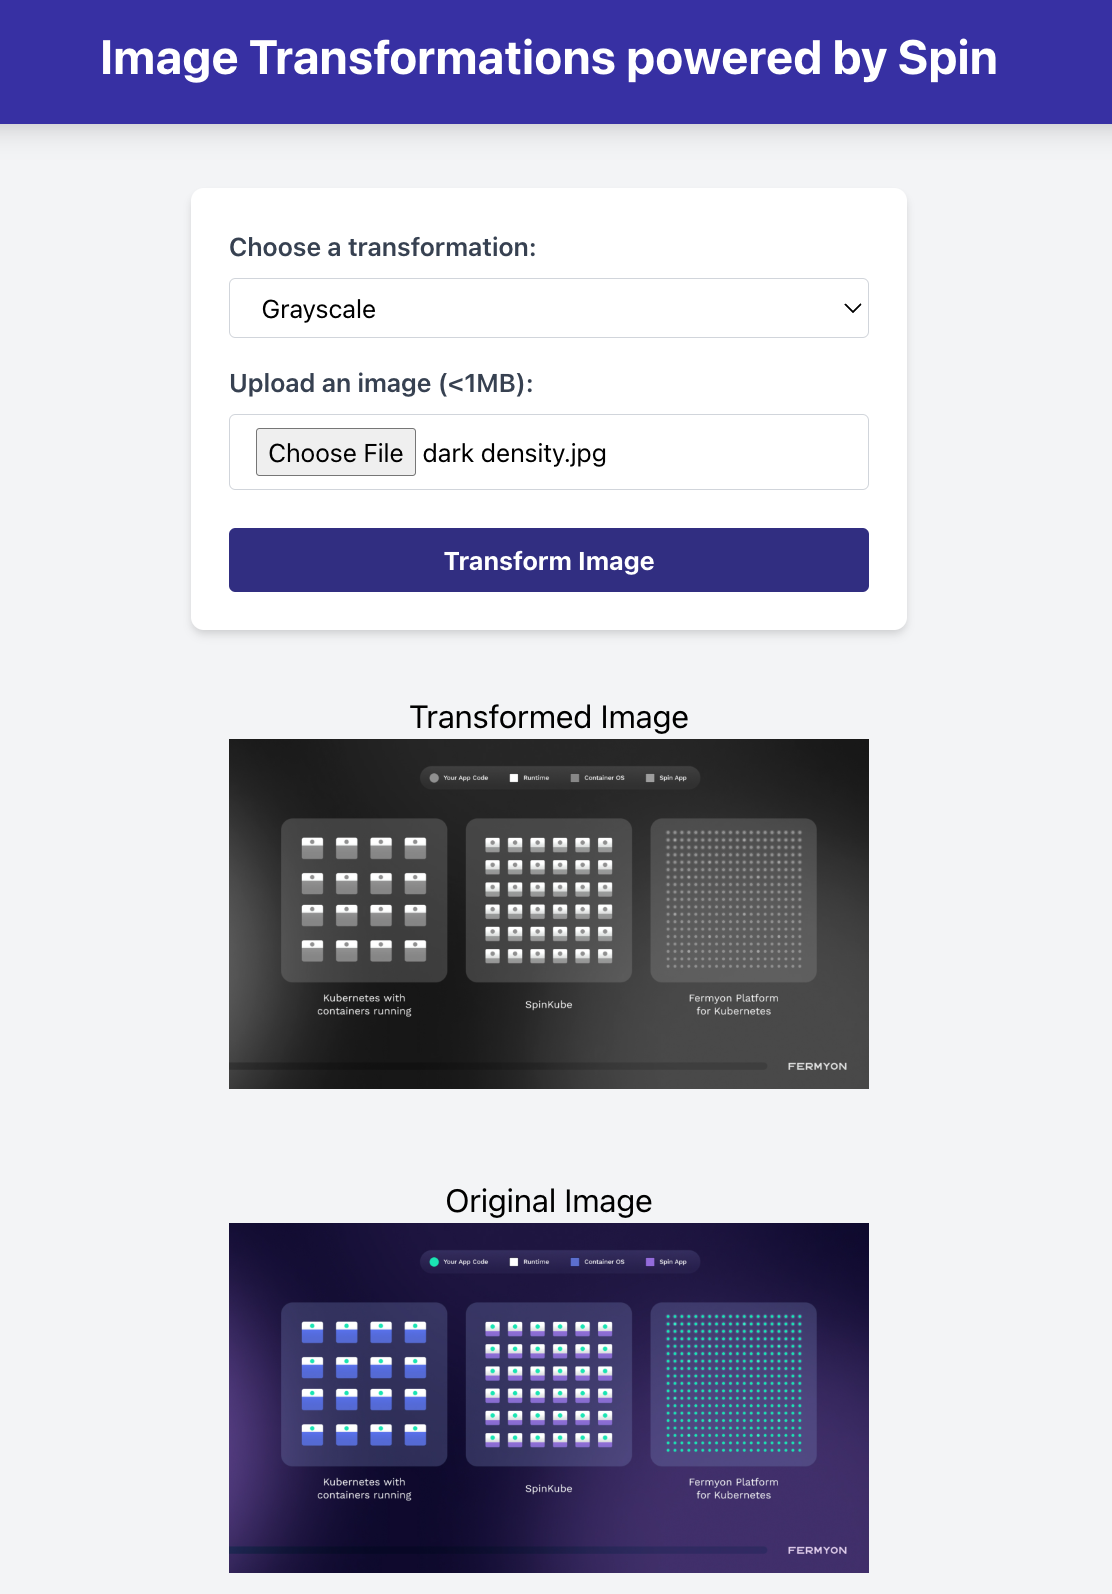 Image Transformations powered by Spin
Choose a transformation:
Grayscale
Upload an image (<1MB):
Choose File dark density.jpg
Transform Image
Transformed Image
Your App Code Runtime Container OS Spin App
Kubernetes with
containers running
SpinKube
Fermyon Platform
for Kubernetes
FERMYON
Original Image
Your App Code Runtime Container OS Spin App
Kubernetes with
containers running
SpinKube
Fermyon Platform
for Kubernetes
FERMYON